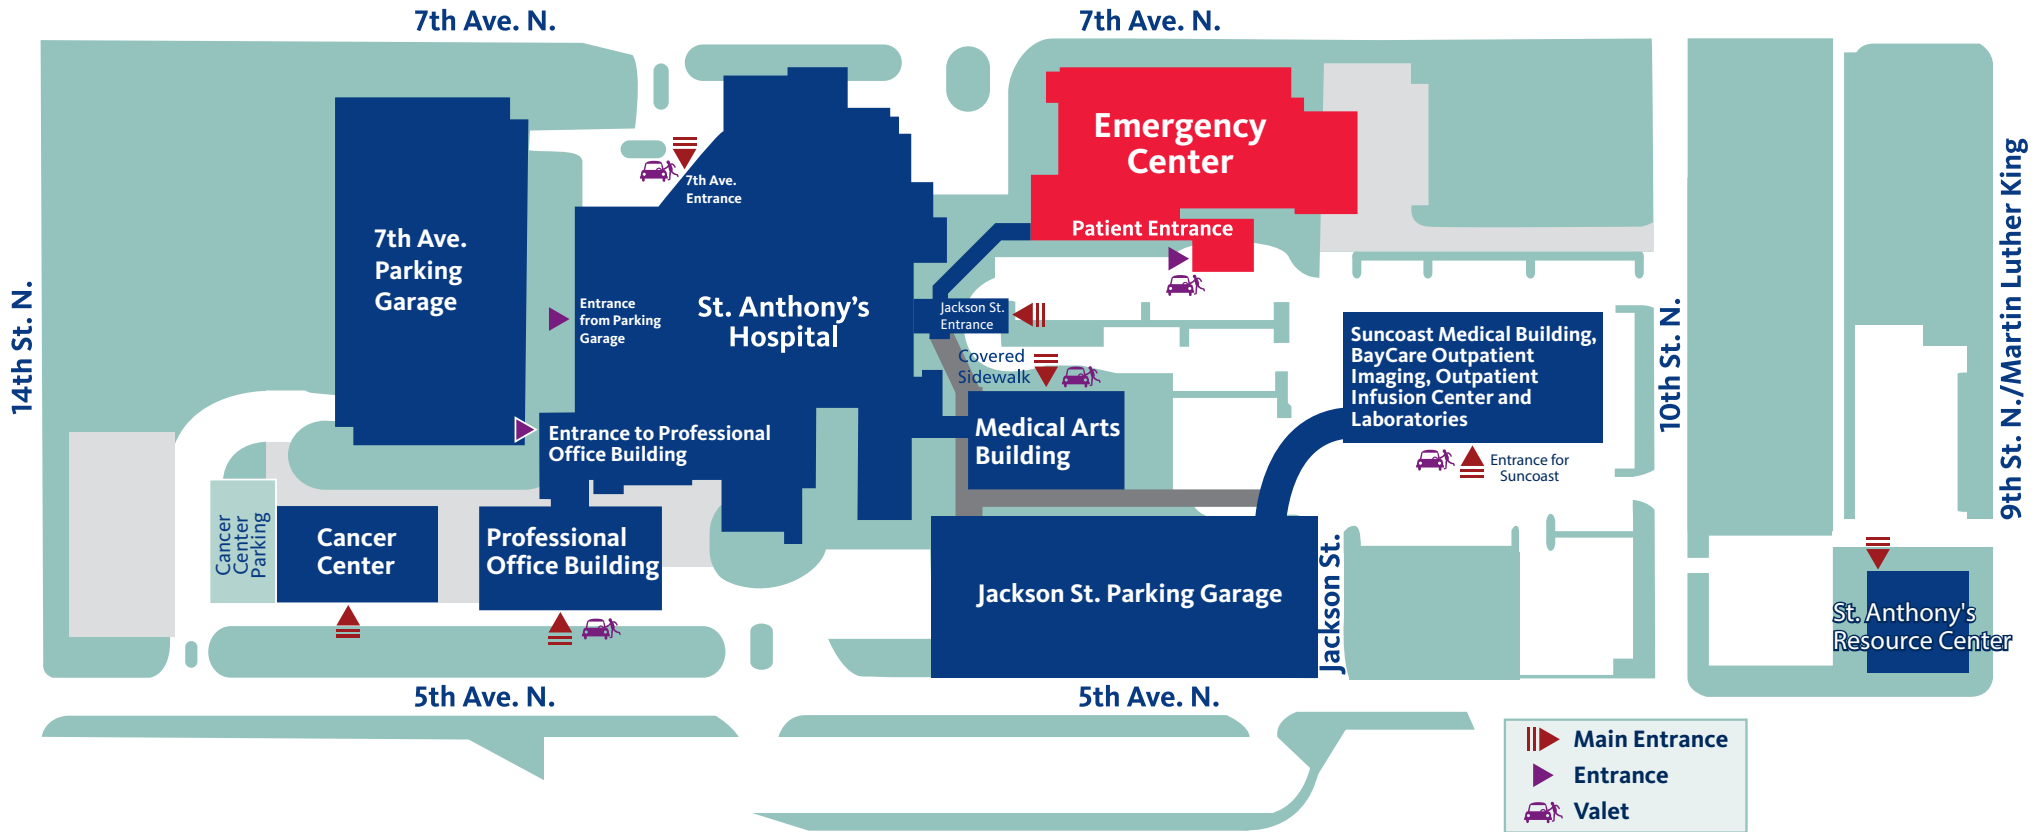 7th Ave. N.
7th Ave. N.
Emergency
Center
7th Ave.
Entrance
Patient Entrance
7th Ave.
Parking
Garage
Entrance
from Parking
Garage
St. Anthony’s
Hospital
Jackson St.
Entrance
Covered
Sidewalk
Suncoast Medical Building,
BayCare Outpatient
Imaging, Outpatient
Infusion Center and
Laboratories
Entrance for
Suncoast
14th St. N.
10th St. N.
9th St. N./Martin Luther King
Entrance to Professional
Office Building
Medical Arts
Building
Cancer
Center
Parking
Cancer
Center
Professional
Office Building
Jackson St. Parking Garage
Jackson St.
St. Anthony's
Resource Center
5th Ave. N.
5th Ave. N.
Main Entrance
Entrance
Valet